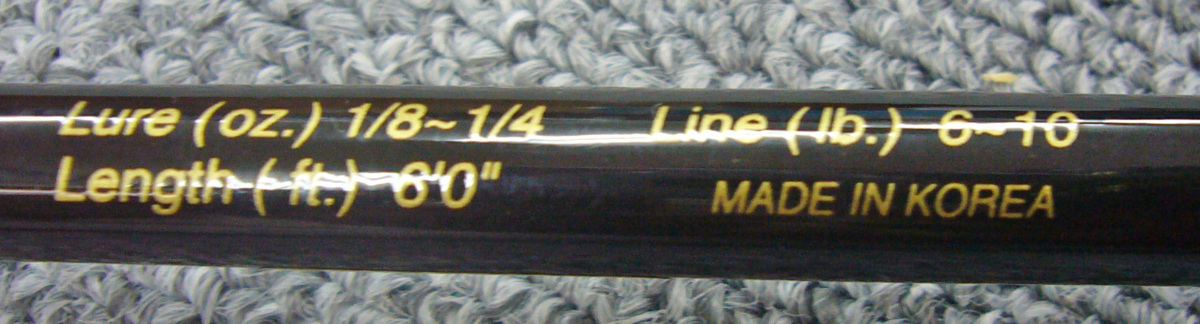 Lure (oz.) 1/8~1/4 Line (lb.) 6~10
Length (ft.) 6'0" MADE IN KOREA